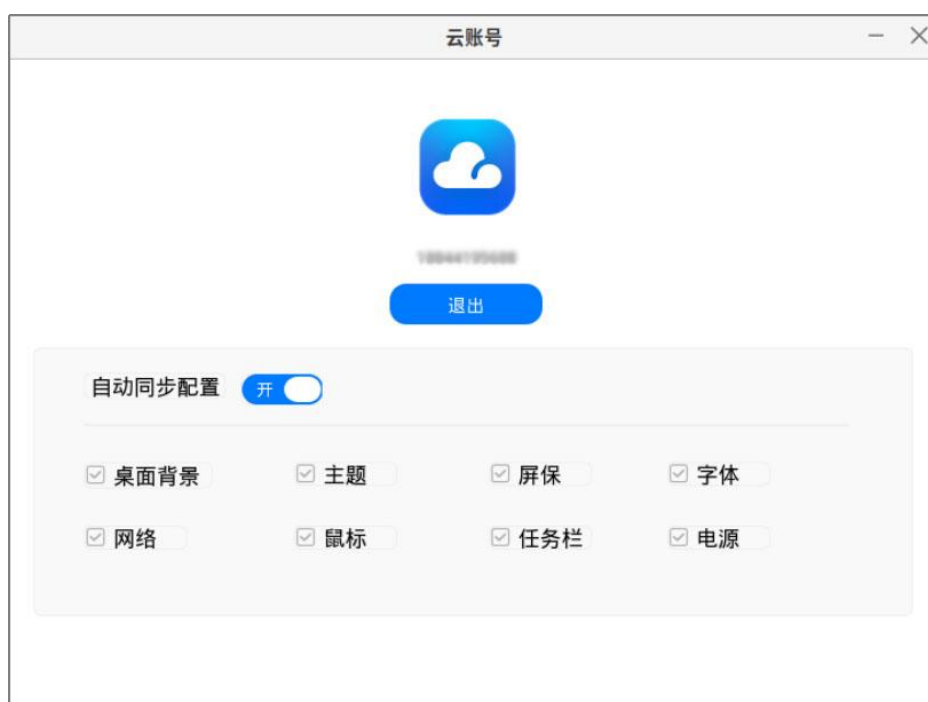 云账号
退出
自动同步配置 开
桌面背景 主题 屏保 字体
网络 鼠标 任务栏 电源